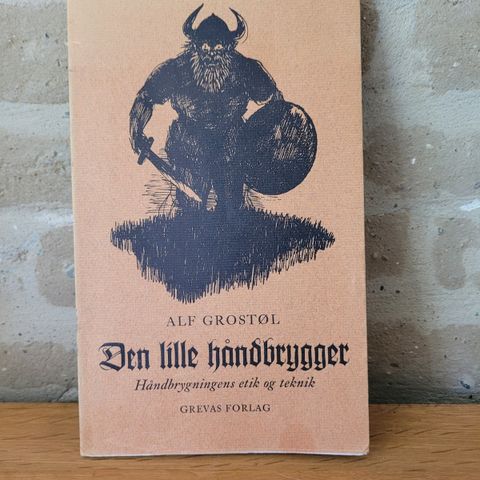 ALF GROSTØL
Den lille håndbrygger
Håndbrygningens etik og teknik
GREVAS FORLAG